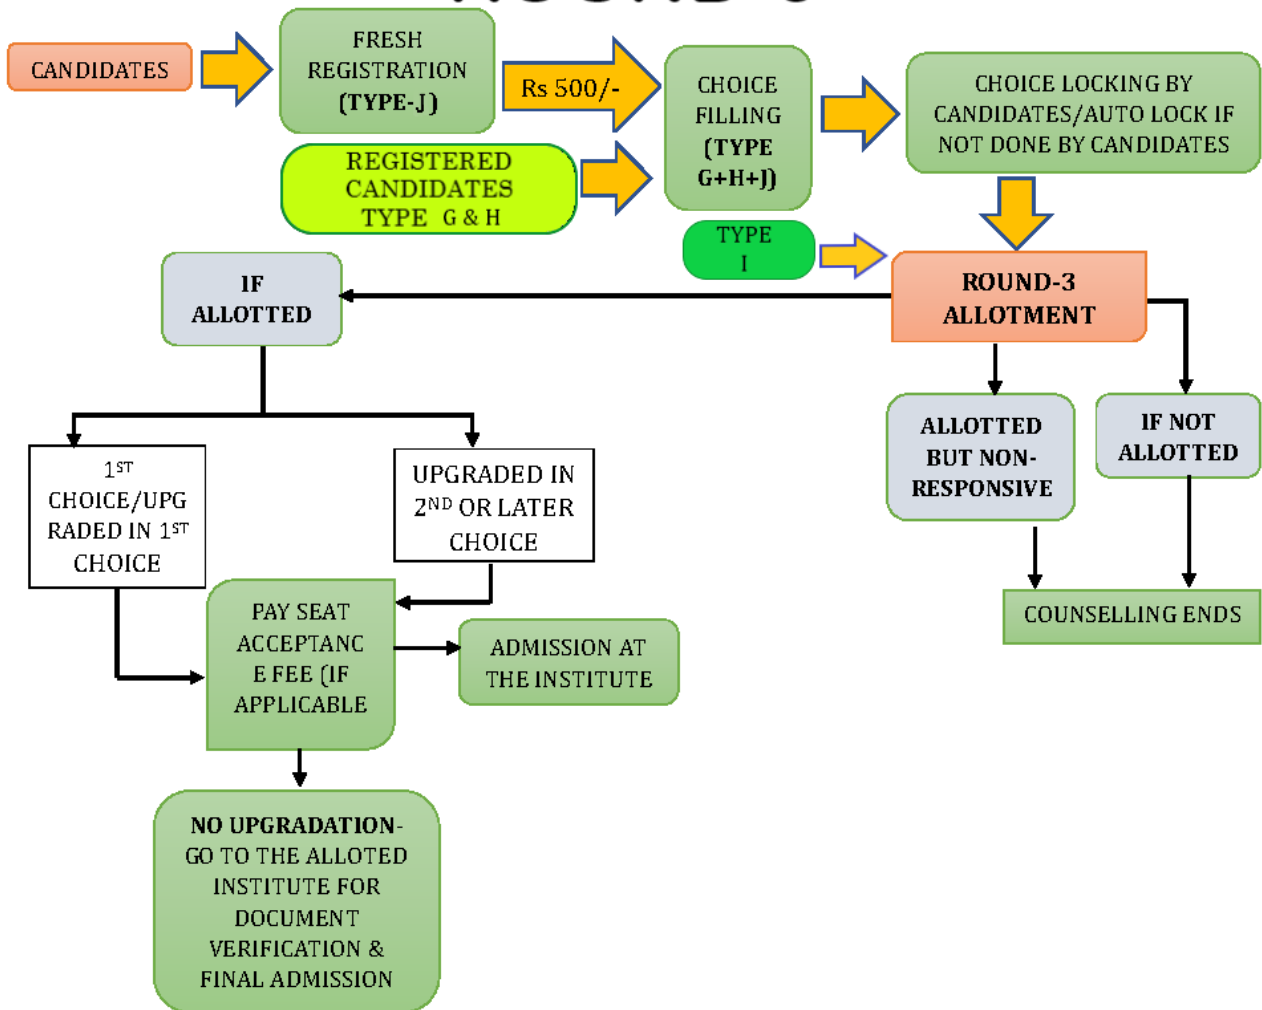 CANDIDATES
FRESH
REGISTRATION
(TYPE-J)
Rs 500/-
CHOICE
FILLING
(TYPE
G+H+J)
CHOICE LOCKING BY
CANDIDATES/AUTO LOCK IF
NOT DONE BY CANDIDATES
REGISTERED
CANDIDATES
TYPE G & H
TYPE
I
ROUND-3
ALLOTMENT
IF
ALLOTTED
ALLOTTED
BUT NON-
RESPONSIVE
IF NOT
ALLOTTED
1ST
CHOICE/UPG
RADED IN 1ST
CHOICE
UPGRADED IN
2ND OR LATER
CHOICE
COUNSELLING ENDS
PAY SEAT
ACCEPTANC
E FEE (IF
APPLICABLE
ADMISSION AT
THE INSTITUTE
NO UPGRADATION-
GO TO THE ALLOTED
INSTITUTE FOR
DOCUMENT
VERIFICATION &
FINAL ADMISSION